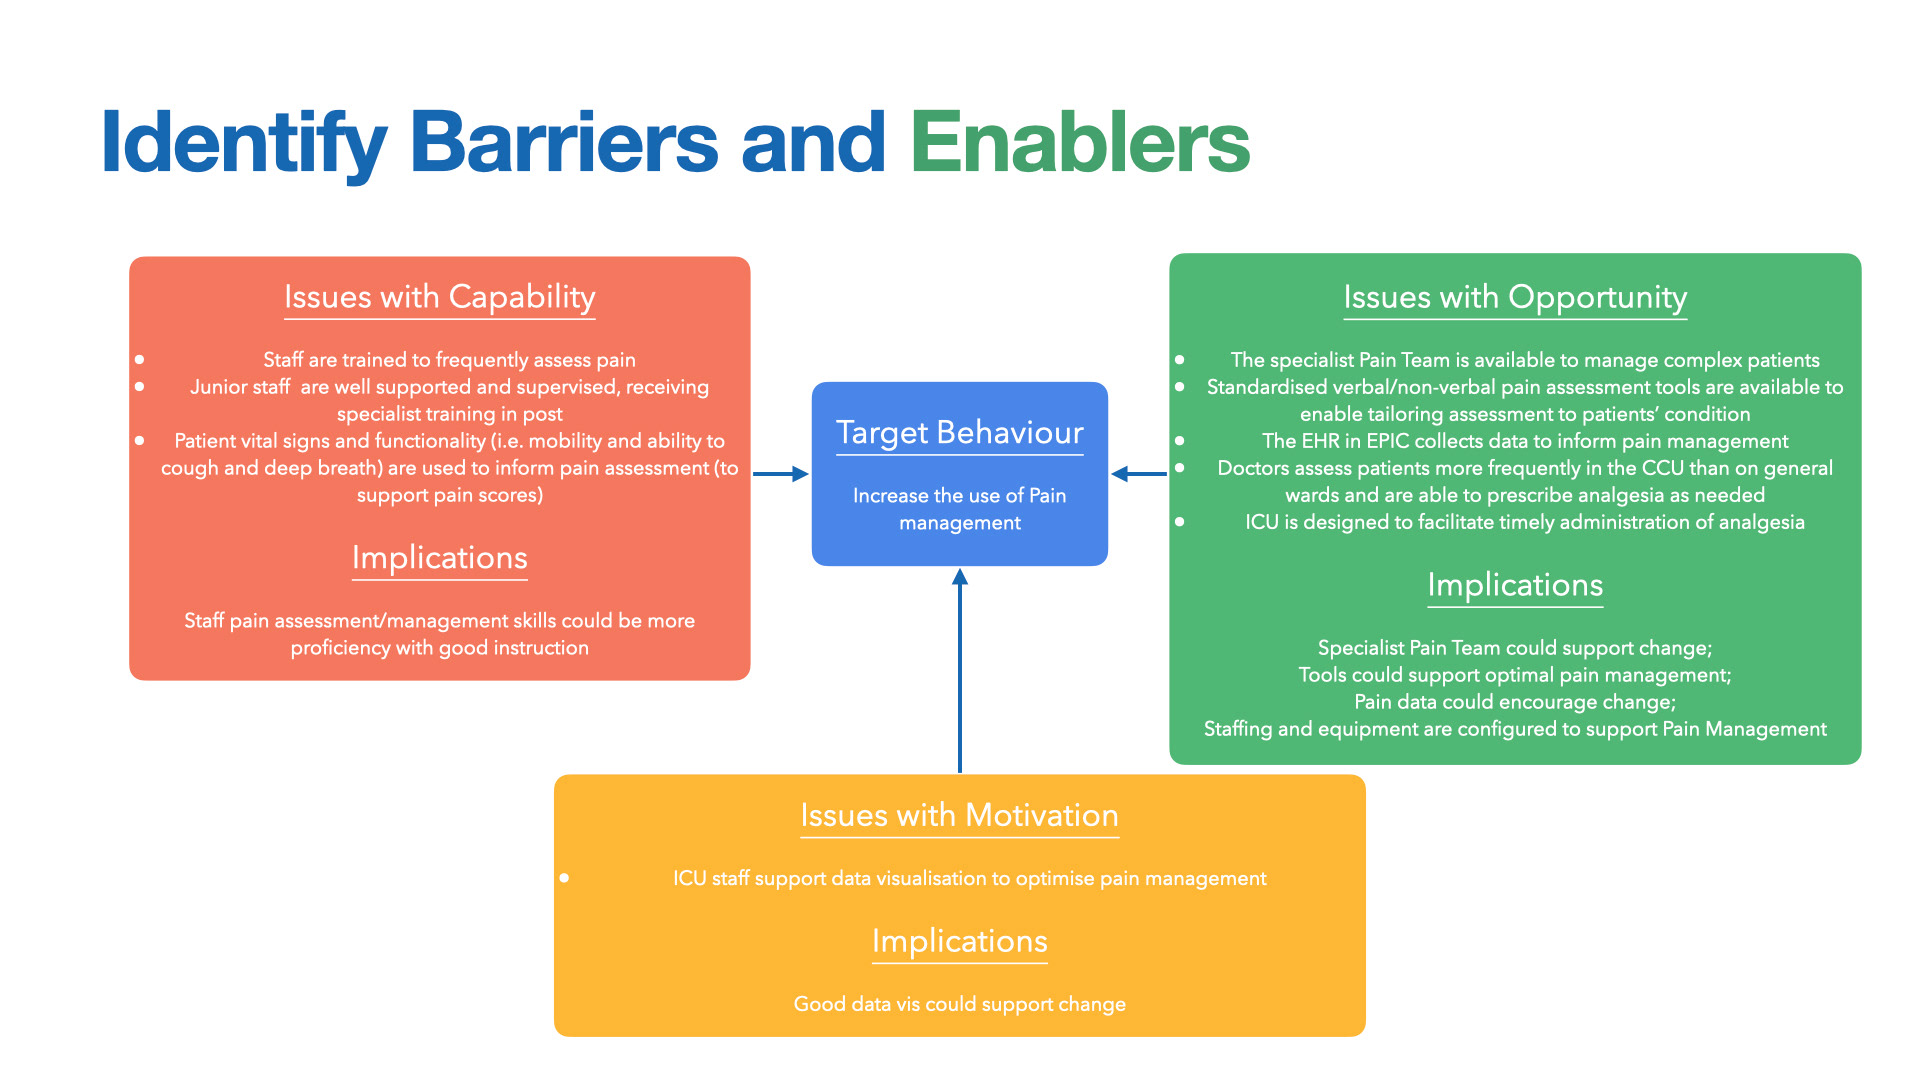 Identify Barriers and Enablers
Issues with Capability
• Staff are trained to frequently assess pain
• Junior staff are well supported and supervised, receiving
specialist training in post
• Patient vital signs and functionality (i.e. mobility and ability to
cough and deep breath) are used to inform pain assessment (to
support pain scores)
Implications
Staff pain assessment/management skills could be more
proficiency with good instruction
Target Behaviour
Increase the use of Pain
management
Issues with Opportunity
• The specialist Pain Team is available to manage complex patients
• Standardised verbal/non-verbal pain assessment tools are available to
enable tailoring assessment to patients’ condition
• The EHR in EPIC collects data to inform pain management
• Doctors assess patients more frequently in the CCU than on general
wards and are able to prescribe analgesia as needed
• ICU is designed to facilitate timely administration of analgesia
Implications
Specialist Pain Team could support change;
Tools could support optimal pain management;
Pain data could encourage change;
Staffing and equipment are configured to support Pain Management
Issues with Motivation
• ICU staff support data visualisation to optimise pain management
Implications
Good data vis could support change